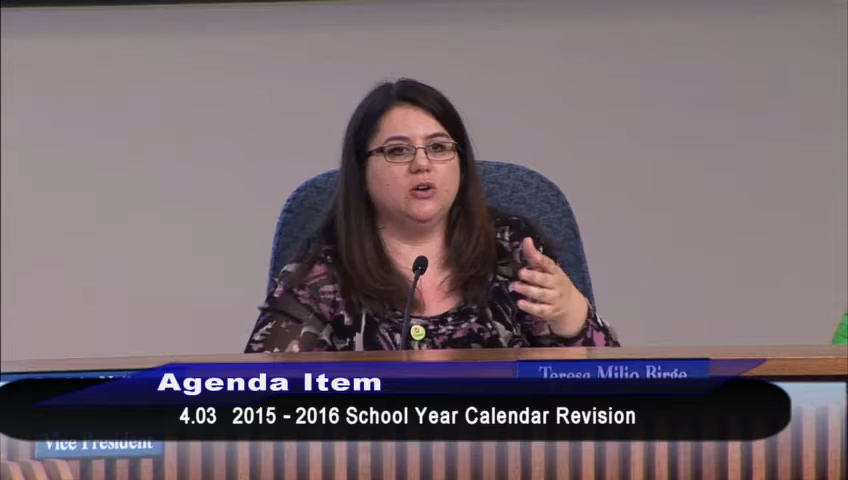 Teresa Milio Birge
Agenda Item
4.03 2015 - 2016 School Year Calendar Revision
Vice President